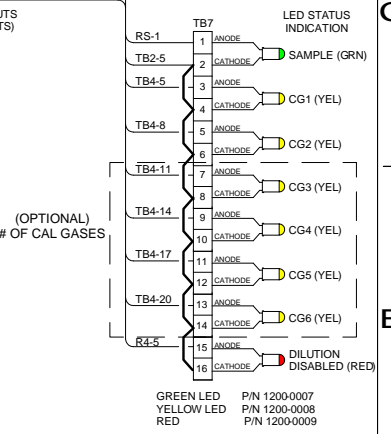 UTS
TS)
LED STATUS
INDICATION
TB7
RS-1 1 ANODE
SAMPLE (GRN)
TB2-5 2 CATHODE
TB4-5 3 ANODE
CG1 (YEL)
4 CATHODE
TB4-8 5 ANODE
CG2 (YEL)
6 CATHODE
TB4-11 7 ANODE
CG3 (YEL)
8 CATHODE
TB4-14 9 ANODE
(OPTIONAL)
# OF CAL GASES
CG4 (YEL)
10 CATHODE
TB4-17 11 ANODE
CG5 (YEL)
12 CATHODE
TB4-20 13 ANODE
CG6 (YEL)
14 CATHODE
R4-5 15 ANODE
DILUTION
DISABLED (RED)
16 CATHODE
GREEN LED P/N 1200-0007
YELLOW LED P/N 1200-0008
RED P/N 1200-0009